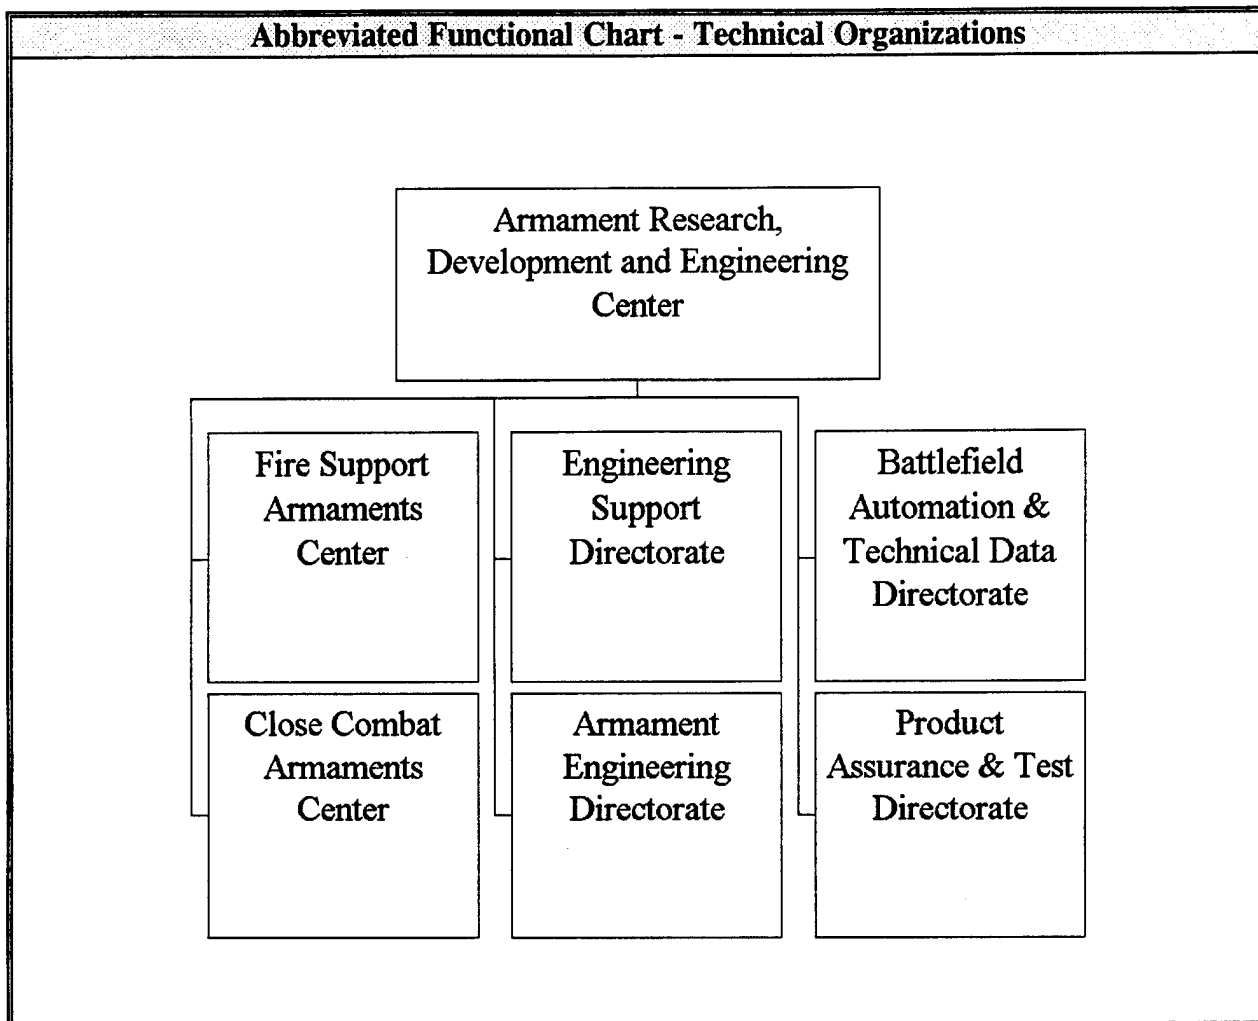 Abbreviated Functional Chart - Technical Organizations
Armament Research,
Development and Engineering
Center
Fire Support
Armaments
Center
Engineering
Support
Directorate
Battlefield
Automation &
Technical Data
Directorate
Close Combat
Armaments
Center
Armament
Engineering
Directorate
Product
Assurance & Test
Directorate